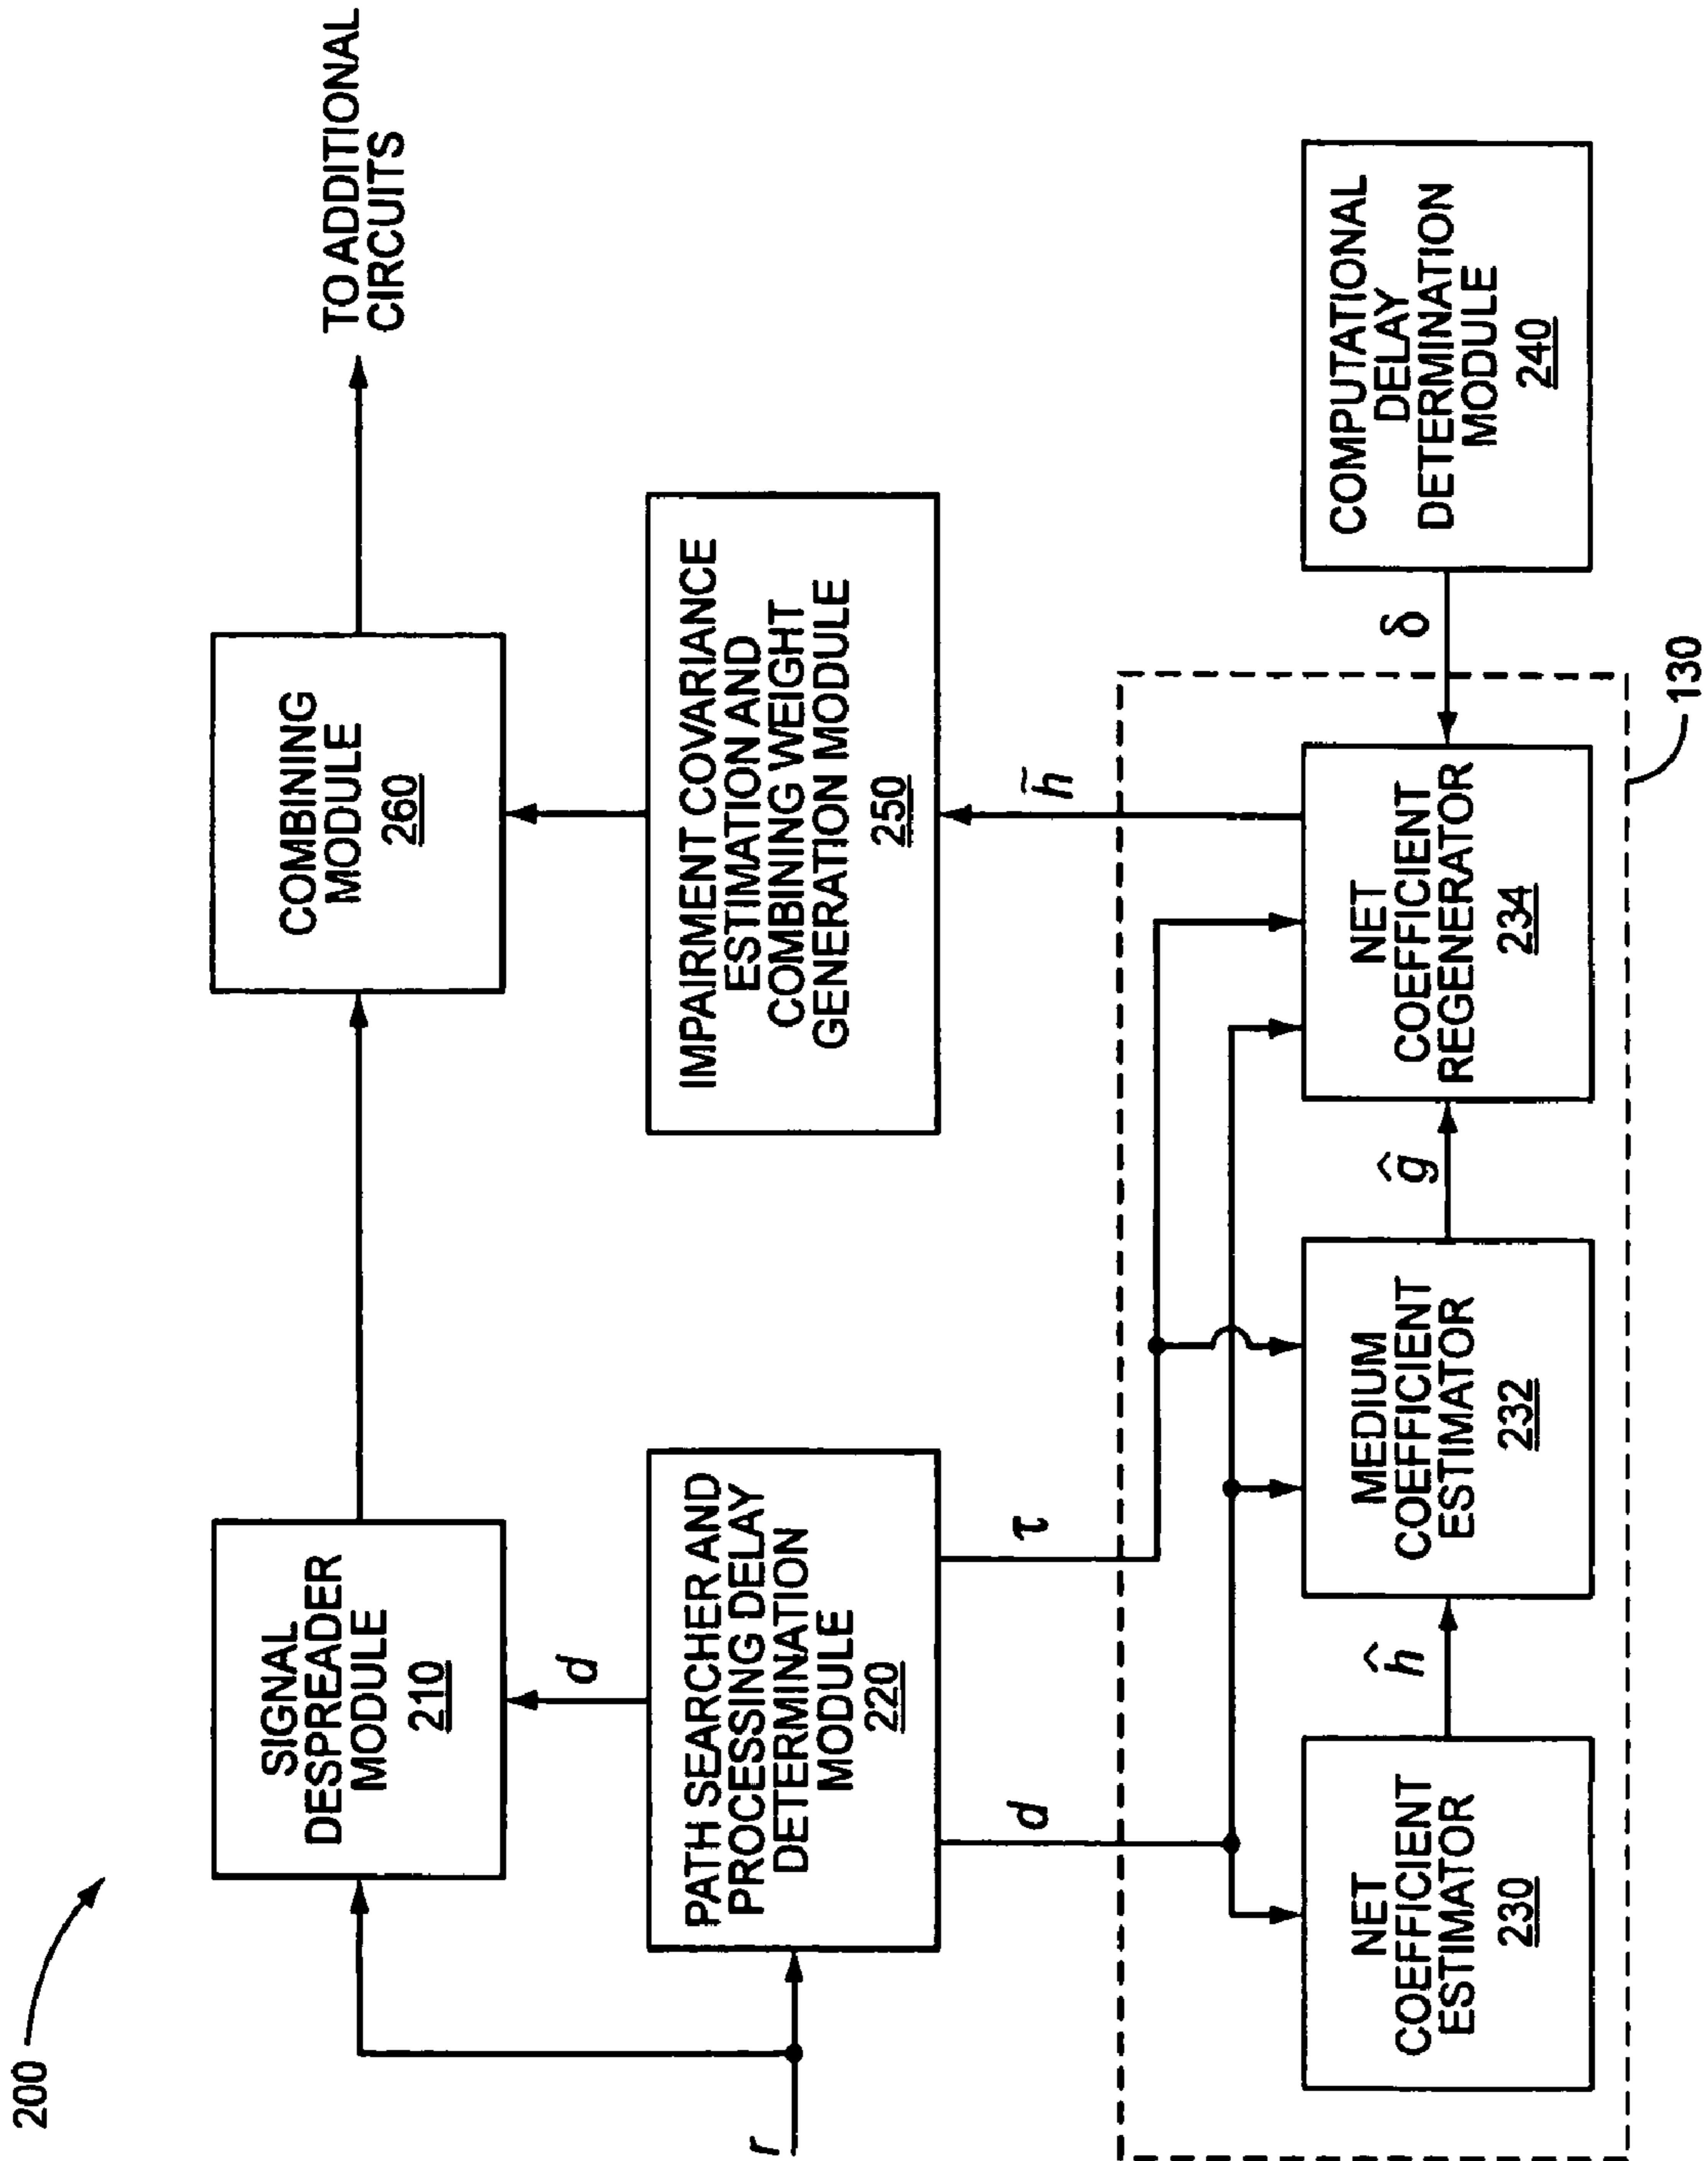 200
r
SIGNAL
DESPREADER
MODULE
210
COMBINING
MODULE
260
TO ADDITIONAL
CIRCUITS
d
PATH SEARCHER AND
PROCESSING DELAY
DETERMINATION
MODULE
220
IMPAIRMENT COVARIANCE
ESTIMATION AND
COMBINING WEIGHT
GENERATION MODULE
250
d
τ
h̃
NET
COEFFICIENT
ESTIMATOR
230
ĥ
MEDIUM
COEFFICIENT
ESTIMATOR
232
ĝ
NET
COEFFICIENT
REGENERATOR
234
δ
COMPUTATIONAL
DELAY
DETERMINATION
MODULE
240
130